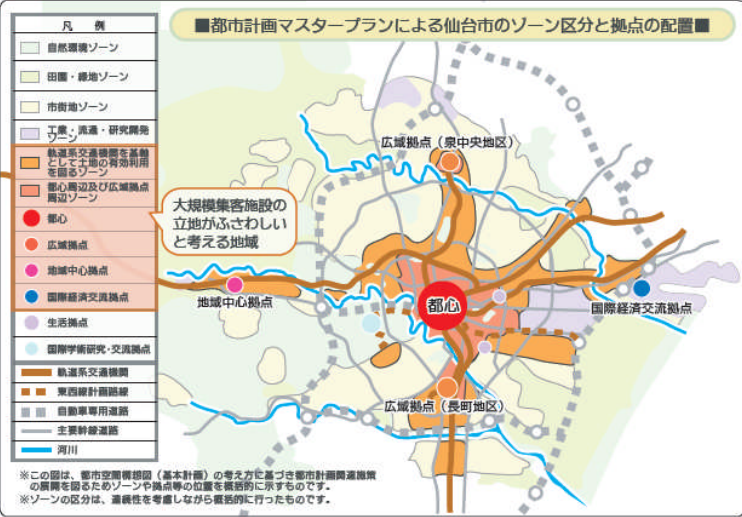 ■都市計画マスタープランによる仙台市のゾーン区分と拠点の配置■
凡 例
自然環境ゾーン
田園・緑地ゾーン
市街地ゾーン
工業・流通・研究開発
ゾーン
軌道系交通機関を基軸
として土地の有効利用
を図るゾーン
都心周辺及び広域拠点
周辺ゾーン
都心
広域拠点
地域中心拠点
国際経済交流拠点
生活拠点
国際学術研究・交流拠点
軌道系交通機関
東西線計画路線
自動車専用道路
主要幹線道路
河川
大規模集客施設の
立地がふさわしい
と考える地域
広域拠点（泉中央地区）
地域中心拠点
都心
国際経済交流拠点
広域拠点（長町地区）
※この図は、都市空間構想図（基本計画）の考え方に基づき都市計画関連施策
の展開を図るためゾーンや拠点等の位置を概括的に示すものです。
※ゾーンの区分は、連続性を考慮しながら概括的に行ったものです。